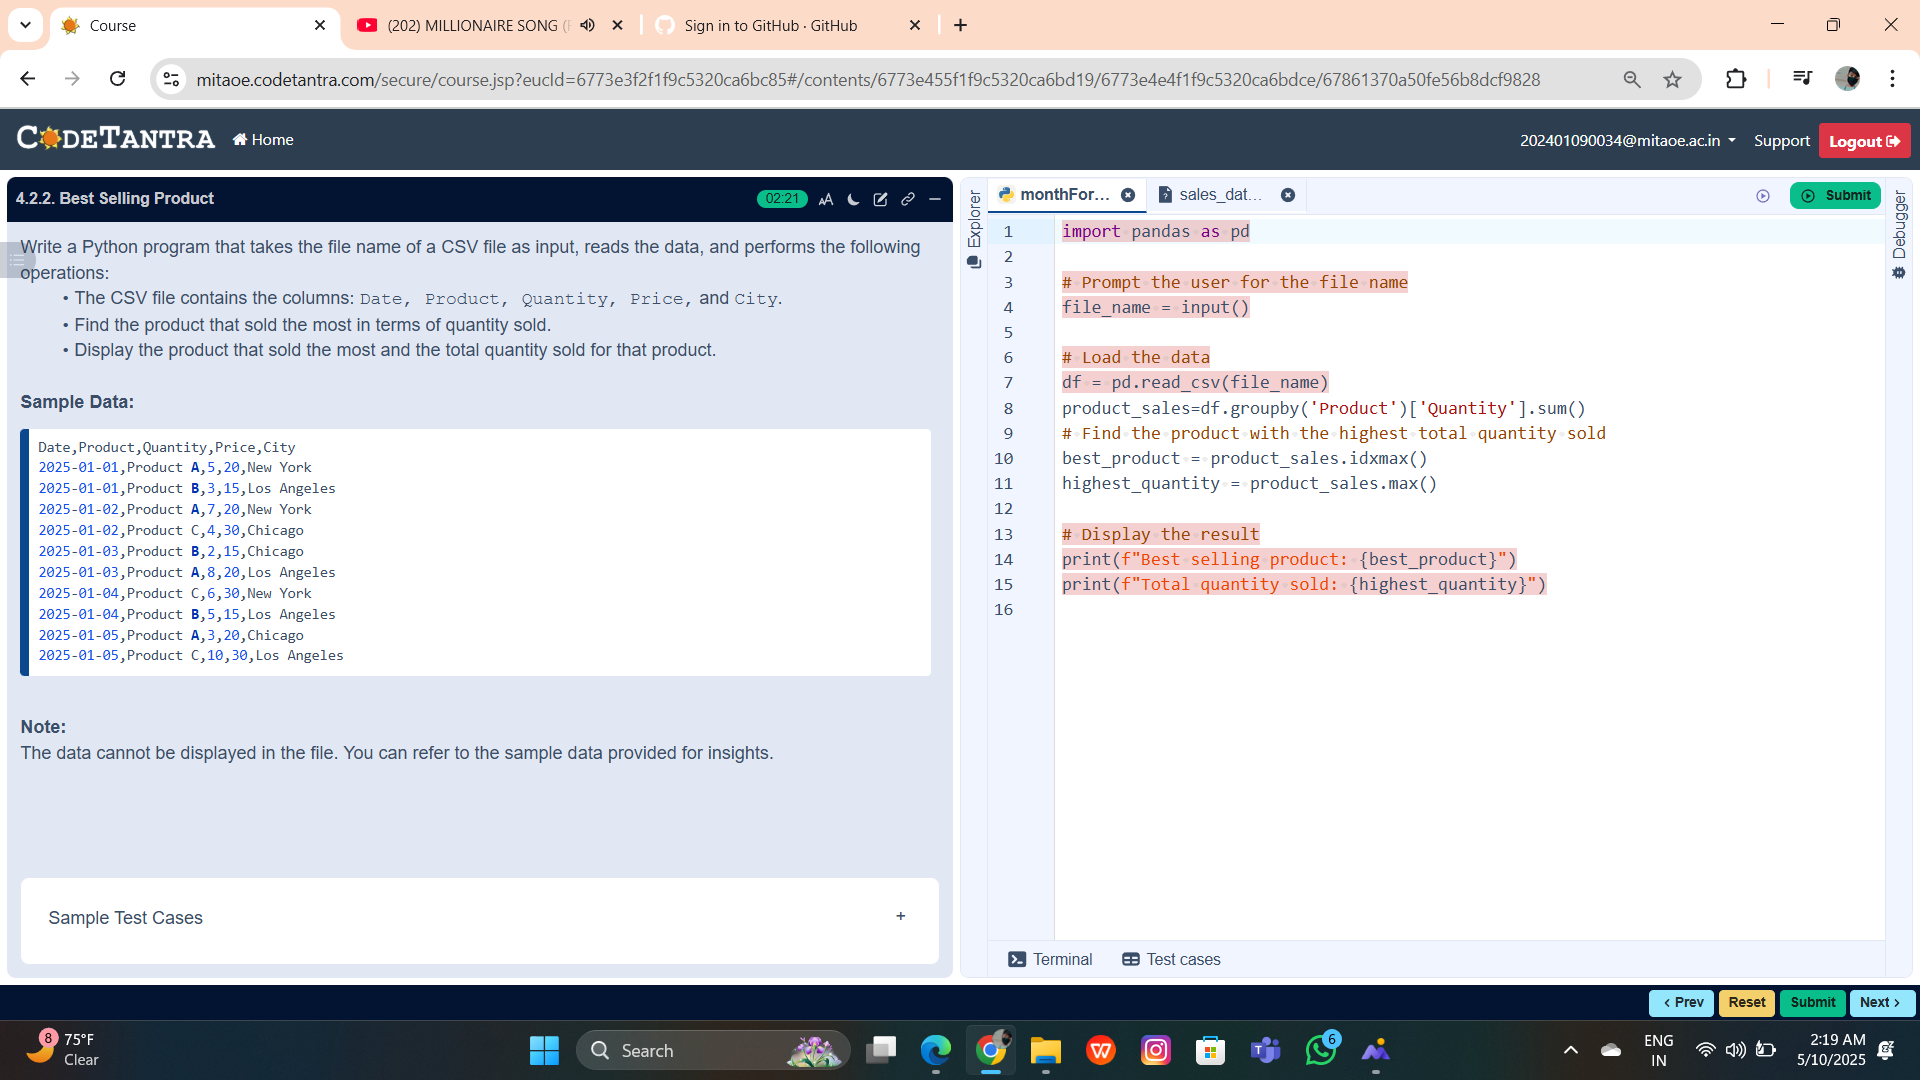 Course
(202) MILLIONAIRE SONG
Sign in to GitHub · GitHub
mitaoe.codetantra.com/secure/course.jsp?eucId=6773e3f2f1f9c5320ca6bc85#/contents/6773e455f1f9c5320ca6bd19/6773e4e4f1f9c5320ca6bdce/67861370a50fe56b8dcf9828
CODETANTRA
Home
202401090034@mitaoe.ac.in
Support
Logout
4.2.2. Best Selling Product
02:21
AA
Write a Python program that takes the file name of a CSV file as input, reads the data, and performs the following
operations:
• The CSV file contains the columns: Date, Product, Quantity, Price, and City.
• Find the product that sold the most in terms of quantity sold.
• Display the product that sold the most and the total quantity sold for that product.
Sample Data:
Date,Product,Quantity,Price,City
2025-01-01,Product A,5,20,New York
2025-01-01,Product B,3,15,Los Angeles
2025-01-02,Product A,7,20,New York
2025-01-02,Product C,4,30,Chicago
2025-01-03,Product B,2,15,Chicago
2025-01-03,Product A,8,20,Los Angeles
2025-01-04,Product C,6,30,New York
2025-01-04,Product B,5,15,Los Angeles
2025-01-05,Product A,3,20,Chicago
2025-01-05,Product C,10,30,Los Angeles
Note:
The data cannot be displayed in the file. You can refer to the sample data provided for insights.
Sample Test Cases
+
Explorer
monthFor...
sales_dat...
Submit
Debugger
1 import pandas as pd
2
3 # Prompt the user for the file name
4 file_name = input()
5
6 # Load the data
7 df = pd.read_csv(file_name)
8 product_sales=df.groupby('Product')['Quantity'].sum()
9 # Find the product with the highest total quantity sold
10 best_product = product_sales.idxmax()
11 highest_quantity = product_sales.max()
12
13 # Display the result
14 print(f"Best selling product: {best_product}")
15 print(f"Total quantity sold: {highest_quantity}")
16
Terminal
Test cases
< Prev
Reset
Submit
Next >
8
75°F
Clear
Search
6
ENG
IN
2:19 AM
5/10/2025